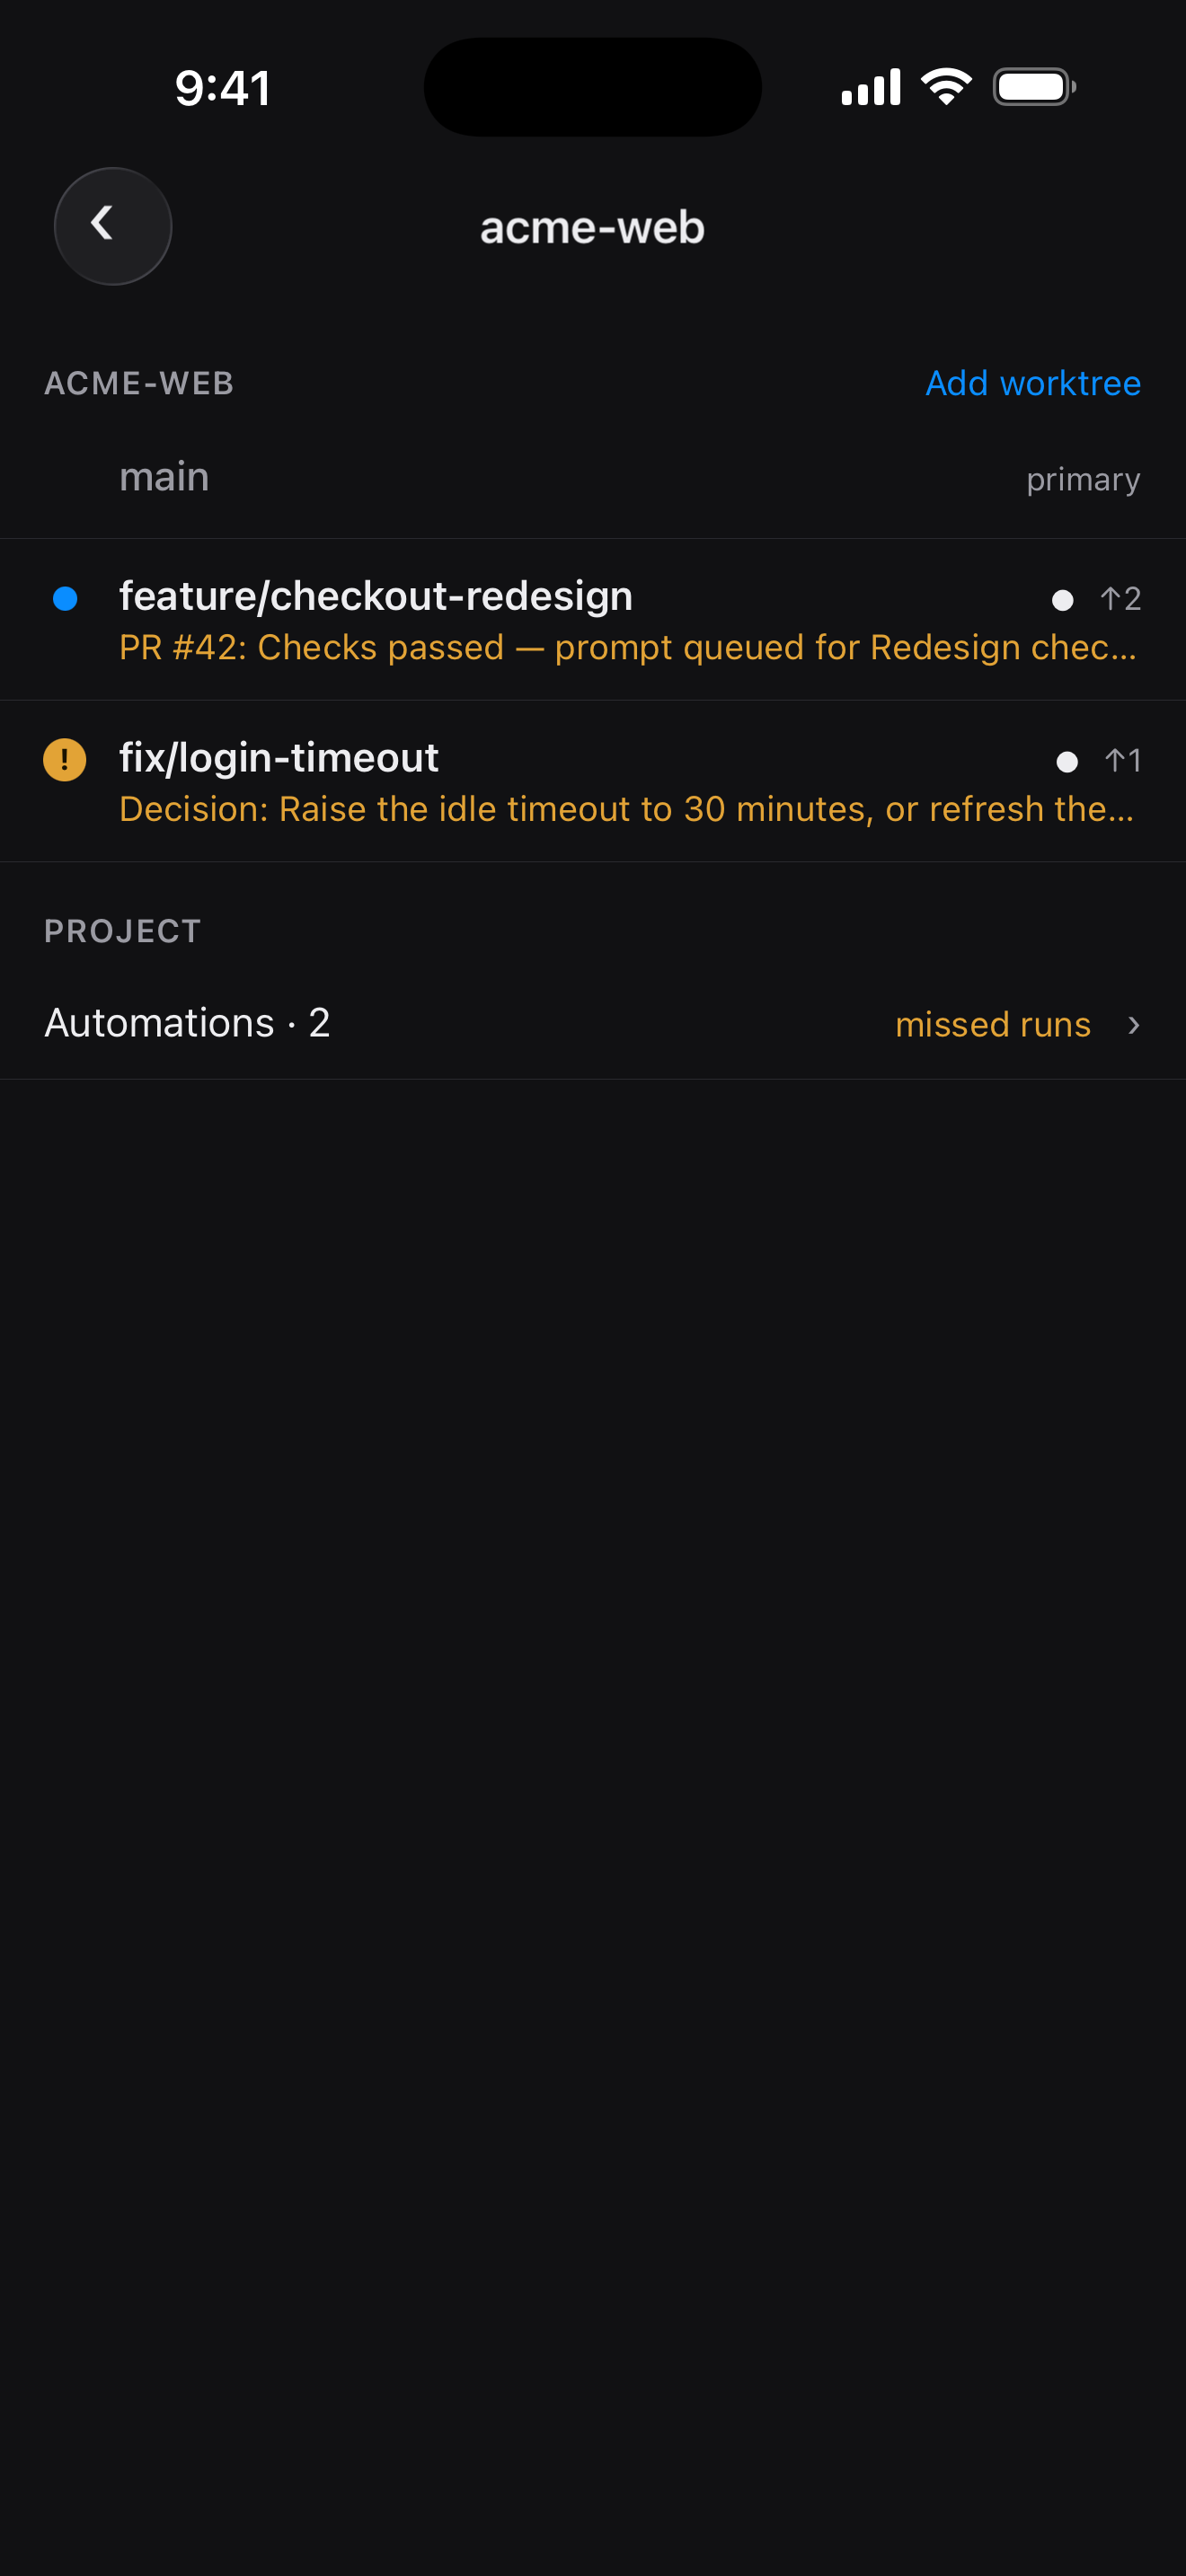 9:41
acme-web
ACME-WEB
Add worktree
main
primary
feature/checkout-redesign
↑2
PR #42: Checks passed — prompt queued for Redesign chec...
!
fix/login-timeout
↑1
Decision: Raise the idle timeout to 30 minutes, or refresh the...
PROJECT
Automations · 2
missed runs